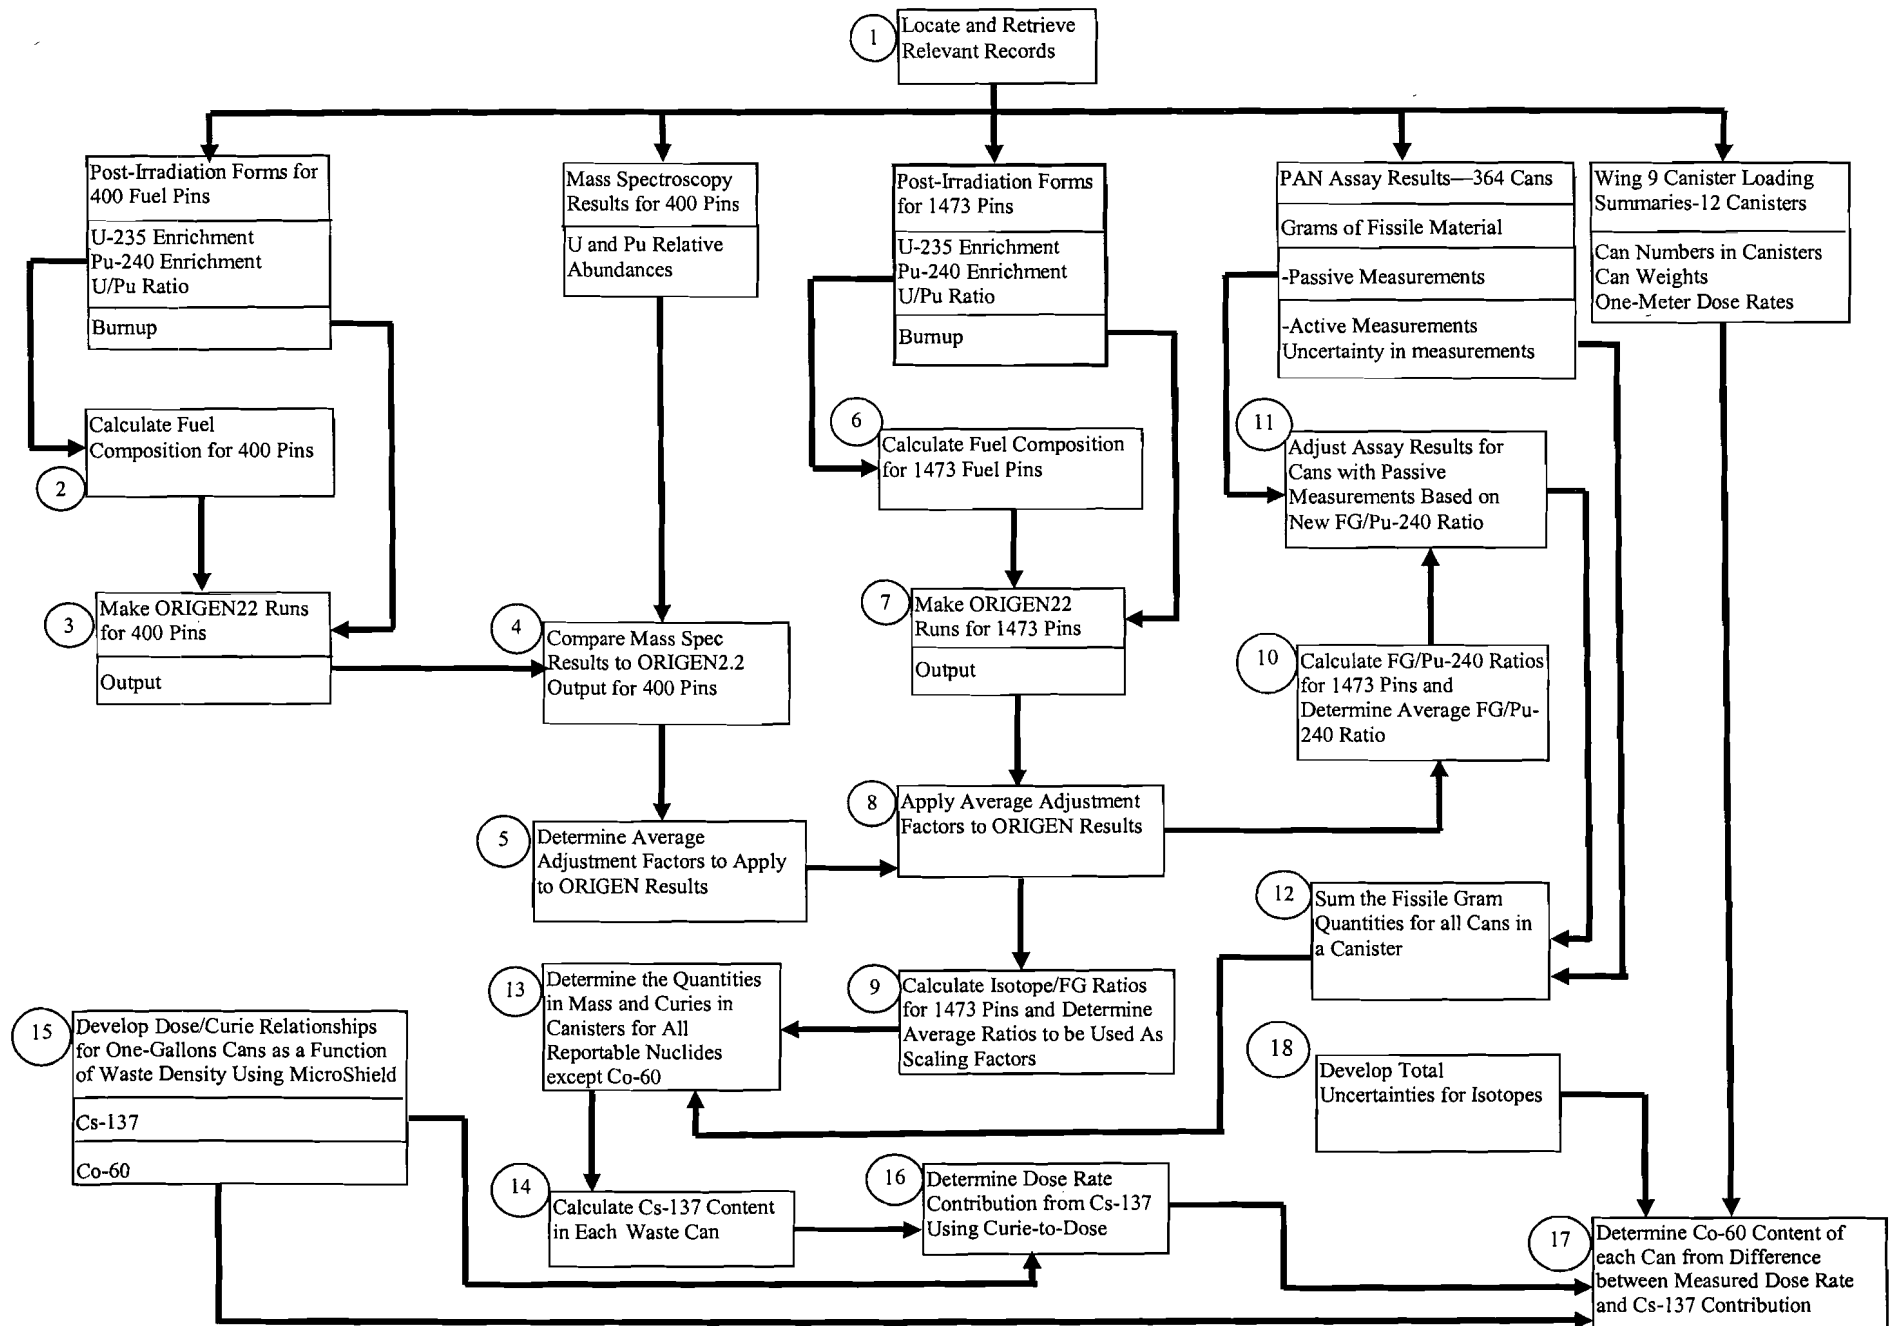 1
Locate and Retrieve
Relevant Records
Post-Irradiation Forms for
400 Fuel Pins
U-235 Enrichment
Pu-240 Enrichment
U/Pu Ratio
Burnup
Mass Spectroscopy
Results for 400 Pins
U and Pu Relative
Abundances
Post-Irradiation Forms
for 1473 Pins
U-235 Enrichment
Pu-240 Enrichment
U/Pu Ratio
Burnup
PAN Assay Results—364 Cans
Grams of Fissile Material
-Passive Measurements
-Active Measurements
Uncertainty in measurements
Wing 9 Canister Loading
Summaries-12 Canisters
Can Numbers in Canisters
Can Weights
One-Meter Dose Rates
2
Calculate Fuel
Composition for 400 Pins
6
Calculate Fuel Composition
for 1473 Fuel Pins
11
Adjust Assay Results for
Cans with Passive
Measurements Based on
New FG/Pu-240 Ratio
3
Make ORIGEN22 Runs
for 400 Pins
Output
4
Compare Mass Spec
Results to ORIGEN2.2
Output for 400 Pins
7
Make ORIGEN22
Runs for 1473 Pins
Output
10
Calculate FG/Pu-240 Ratios
for 1473 Pins and
Determine Average FG/Pu-
240 Ratio
5
Determine Average
Adjustment Factors to Apply
to ORIGEN Results
8
Apply Average Adjustment
Factors to ORIGEN Results
12
Sum the Fissile Gram
Quantities for all Cans in
a Canister
13
Determine the Quantities
in Mass and Curies in
Canisters for All
Reportable Nuclides
except Co-60
9
Calculate Isotope/FG Ratios
for 1473 Pins and Determine
Average Ratios to be Used As
Scaling Factors
15
Develop Dose/Curie Relationships
for One-Gallons Cans as a Function
of Waste Density Using MicroShield
Cs-137
Co-60
18
Develop Total
Uncertainties for Isotopes
14
Calculate Cs-137 Content
in Each Waste Can
16
Determine Dose Rate
Contribution from Cs-137
Using Curie-to-Dose
17
Determine Co-60 Content of
each Can from Difference
between Measured Dose Rate
and Cs-137 Contribution